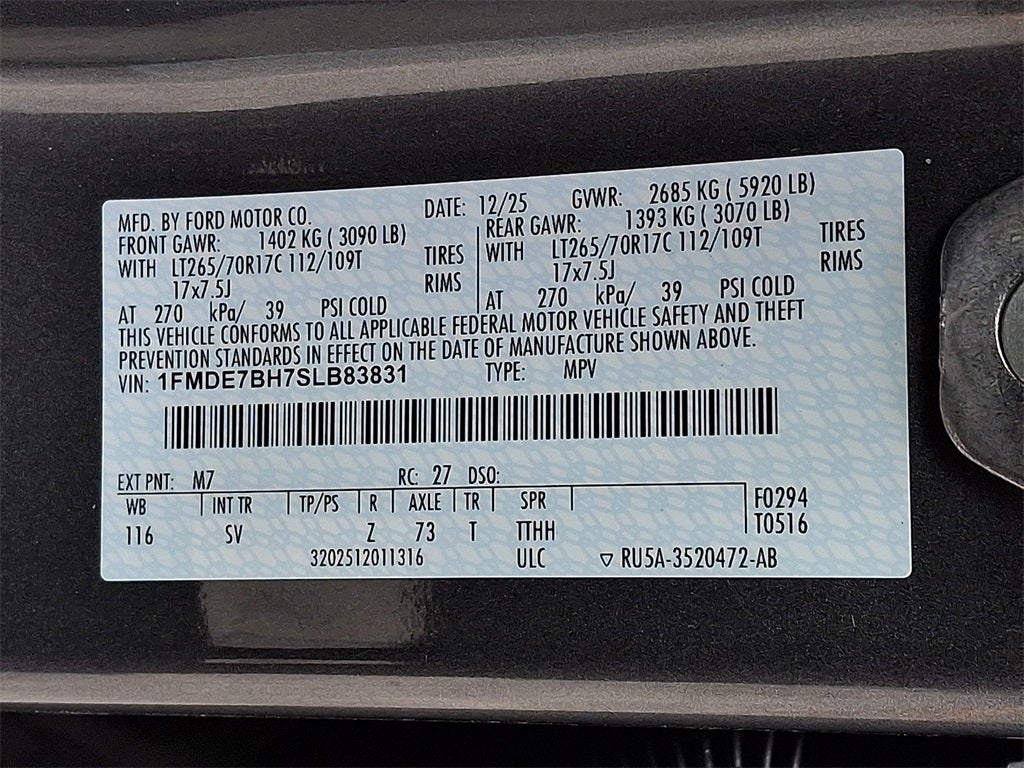 MFD. BY FORD MOTOR CO. DATE: 12/25 GVWR: 2685 KG ( 5920 LB)
FRONT GAWR: 1402 KG ( 3090 LB) REAR GAWR: 1393 KG ( 3070 LB)
WITH LT265/70R17C 112/109T TIRES WITH LT265/70R17C 112/109T TIRES
17x7.5J RIMS 17x7.5J RIMS
AT 270 kPa/ 39 PSI COLD AT 270 kPa/ 39 PSI COLD
THIS VEHICLE CONFORMS TO ALL APPLICABLE FEDERAL MOTOR VEHICLE SAFETY AND THEFT
PREVENTION STANDARDS IN EFFECT ON THE DATE OF MANUFACTURE SHOWN ABOVE.
VIN: 1FMDE7BH7SLB83831 TYPE: MPV
EXT PNT: M7 RC: 27 DSO:
WB INT TR TP/PS R AXLE TR SPR F0294
116 SV Z 73 T TTHH T0516
3202512011316 ULC ▽ RU5A-3520472-AB